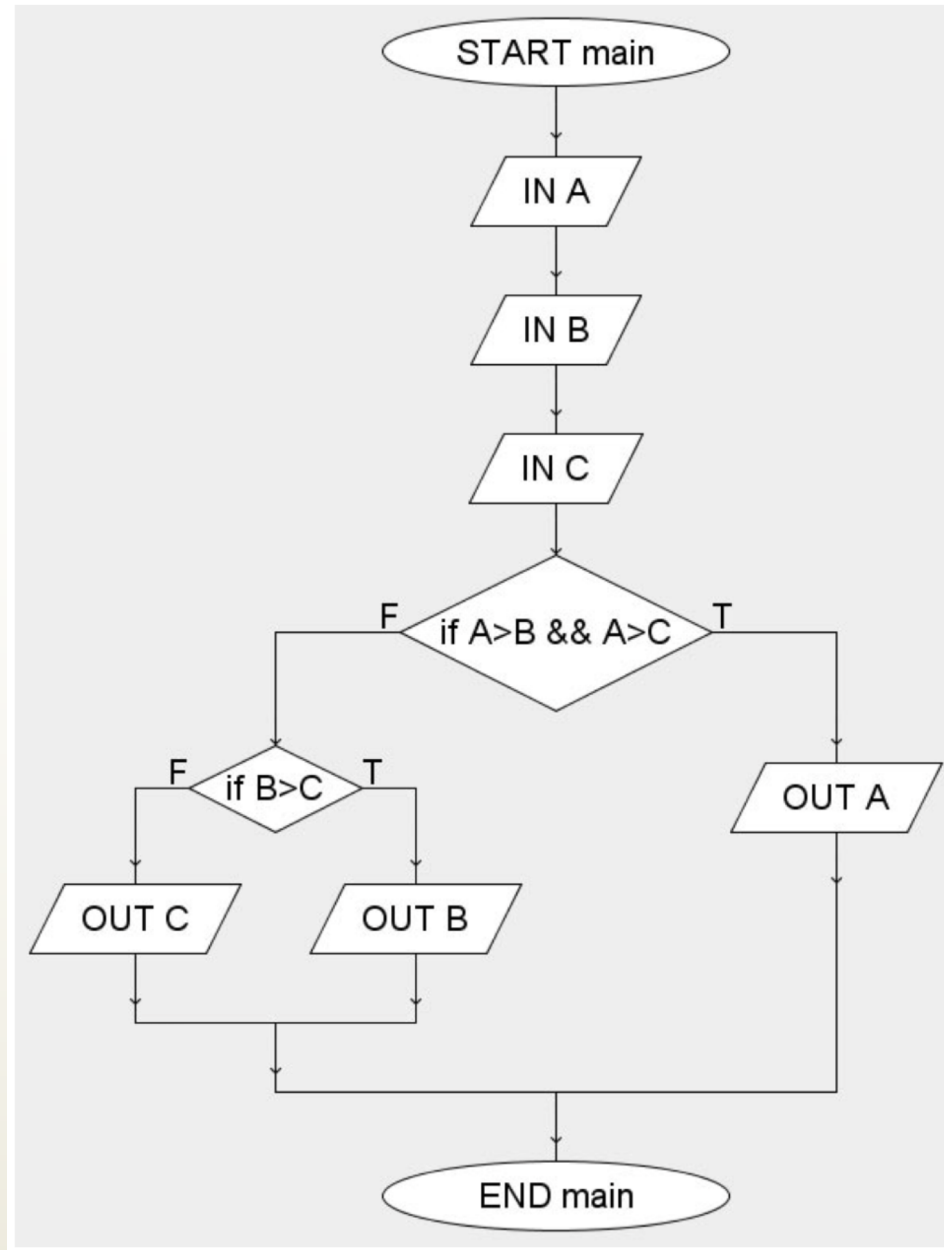 START main
IN A
IN B
IN C
F
if A>B && A>C
T
F
if B>C
T
OUT A
OUT C
OUT B
END main